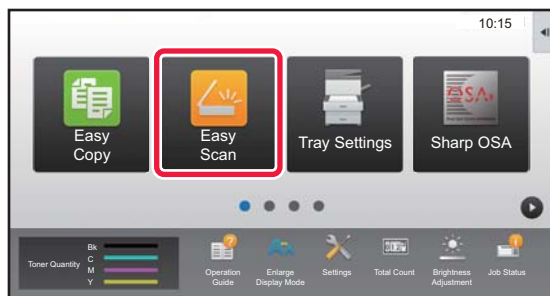 10:15
Easy
Copy
Easy
Scan
Tray Settings
OSA
Sharp OSA
Toner Quantity
Bk
C
M
Y
Operation
Guide
Enlarge
Display Mode
Settings
Total Count
Brightness
Adjustment
Job Status